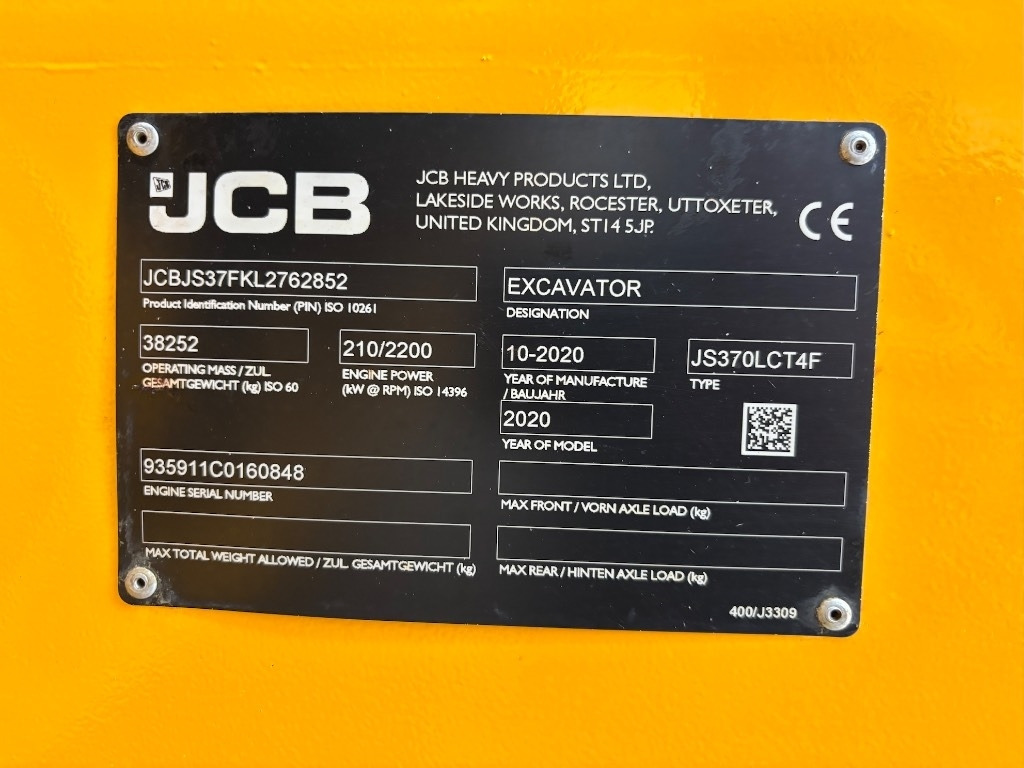 JCB
JCB HEAVY PRODUCTS LTD,
LAKESIDE WORKS, ROCESTER, UTTOXETER,
UNITED KINGDOM, ST14 5JP.
CE
JCBJS37FKL2762852
Product Identification Number (PIN) ISO 10261
EXCAVATOR
DESIGNATION
38252
OPERATING MASS / ZUL.
GESAMTGEWICHT (kg) ISO 60
210/2200
ENGINE POWER
(kW @ RPM) ISO 14396
10-2020
YEAR OF MANUFACTURE
/ BAUJAHR
JS370LCT4F
TYPE
2020
YEAR OF MODEL
935911C0160848
ENGINE SERIAL NUMBER
MAX FRONT / VORN AXLE LOAD (kg)
MAX TOTAL WEIGHT ALLOWED / ZUL. GESAMTGEWICHT (kg)
MAX REAR / HINTEN AXLE LOAD (kg)
400/J3309